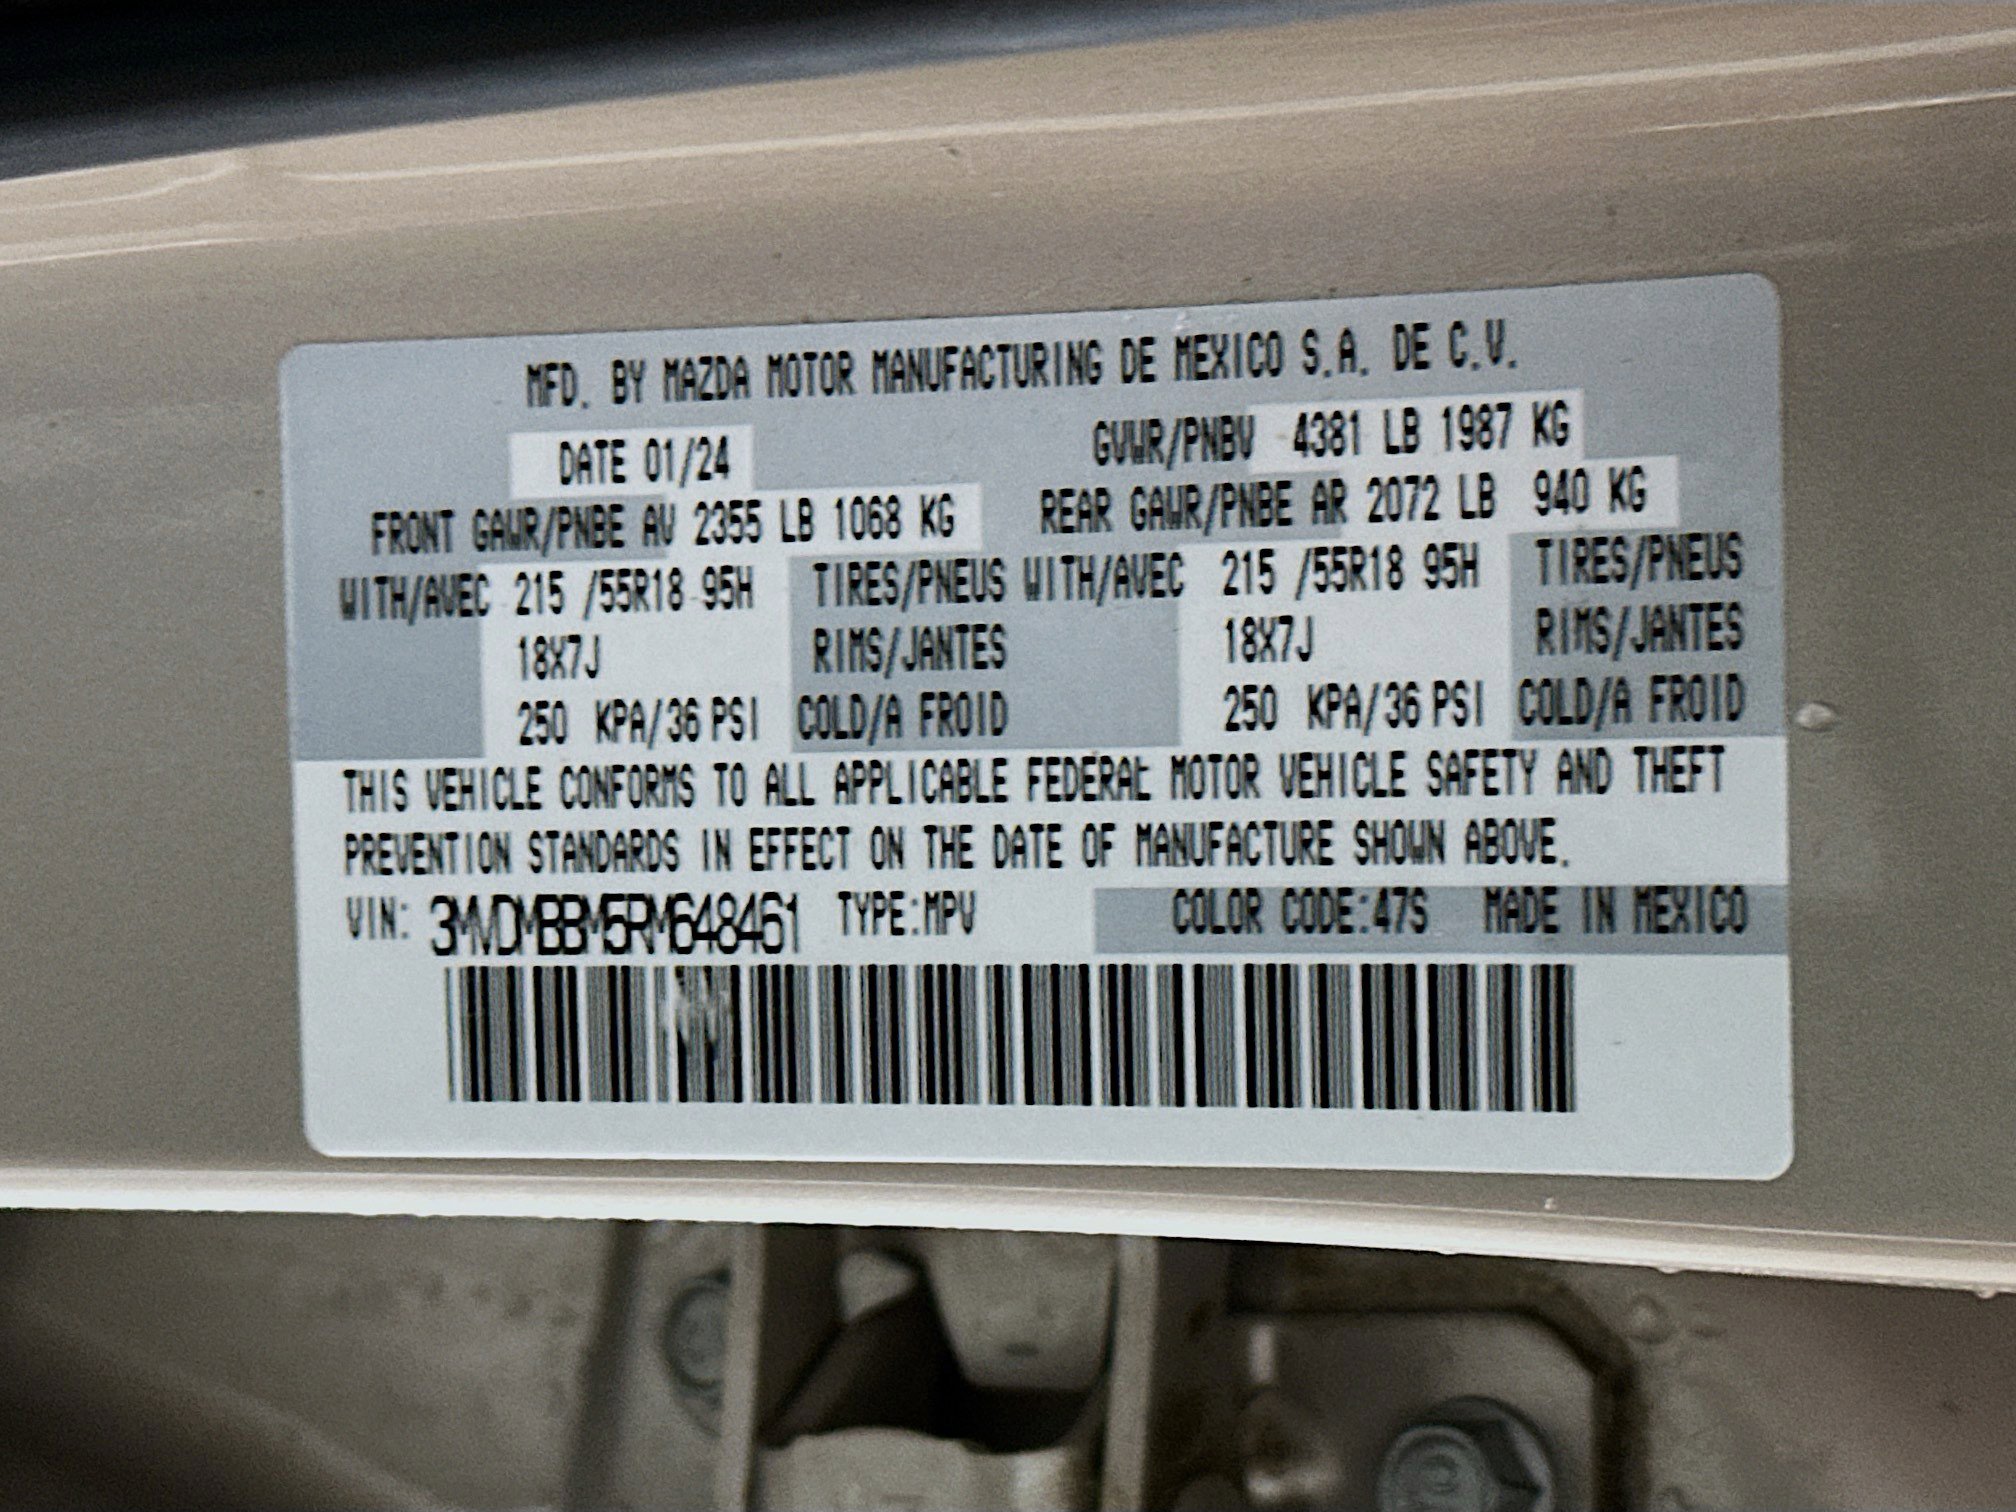 MFD. BY MAZDA MOTOR MANUFACTURING DE MEXICO S.A. DE C.V.
DATE 01/24 GVWR/PNBV 4381 LB 1987 KG
FRONT GAWR/PNBE AV 2355 LB 1068 KG REAR GAWR/PNBE AR 2072 LB 940 KG
WITH/AVEC 215 /55R18 95H TIRES/PNEUS WITH/AVEC 215 /55R18 95H TIRES/PNEUS
18X7J RIMS/JANTES 18X7J RIMS/JANTES
250 KPA/36 PSI COLD/A FROID 250 KPA/36 PSI COLD/A FROID
THIS VEHICLE CONFORMS TO ALL APPLICABLE FEDERAL MOTOR VEHICLE SAFETY AND THEFT
PREVENTION STANDARDS IN EFFECT ON THE DATE OF MANUFACTURE SHOWN ABOVE.
VIN: 3MVDMBBM5RM648461 TYPE:MPV COLOR CODE:47S MADE IN MEXICO